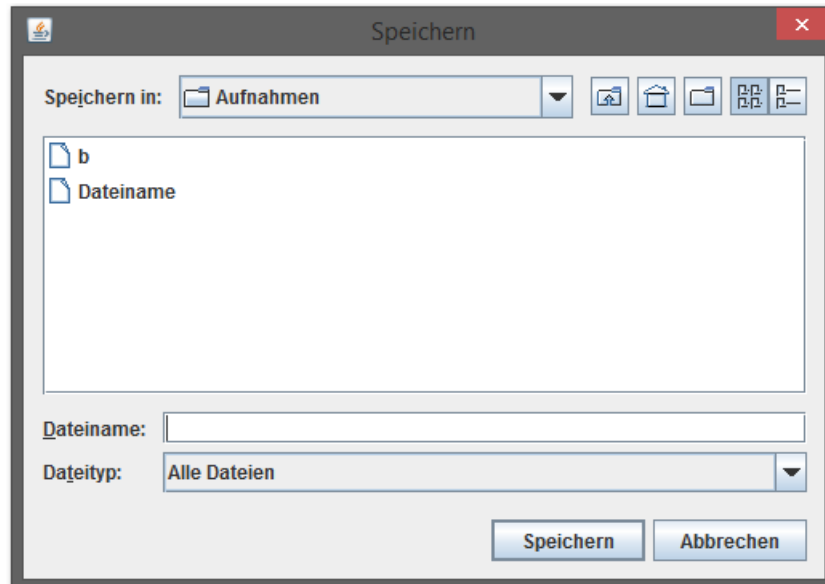 Speichern
Speichern in: Aufnahmen
b
Dateiname
Dateiname:
Dateityp: Alle Dateien
Speichern Abbrechen